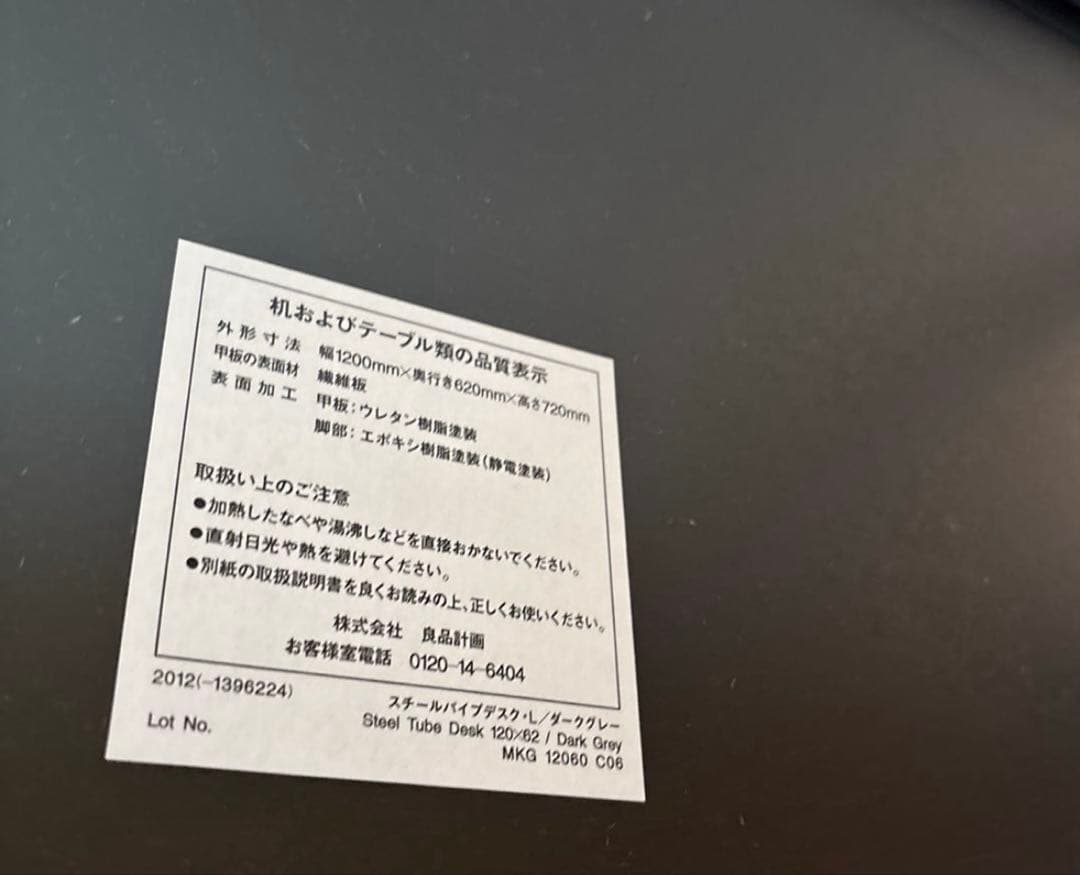 机およびテーブル類の品質表示
外形寸法 幅1200mm×奥行き620mm×高さ720mm
甲板の表面材 繊維板
表面加工 甲板；ウレタン樹脂塗装
脚部：エポキシ樹脂塗装(静電塗装)
取扱い上のご注意
●加熱したなべや湯沸しなどを直接おかないでください。
●直射日光や熱を避けてください。
●別紙の取扱説明書を良くお読みの上、正しくお使いください。
株式会社 良品計画
お客様室電話 0120-14-6404
2012(-1396224)
スチールパイプデスク・L/ダークグレー
Lot No.
Steel Tube Desk 120×62 / Dark Grey
MKG 12060 C06